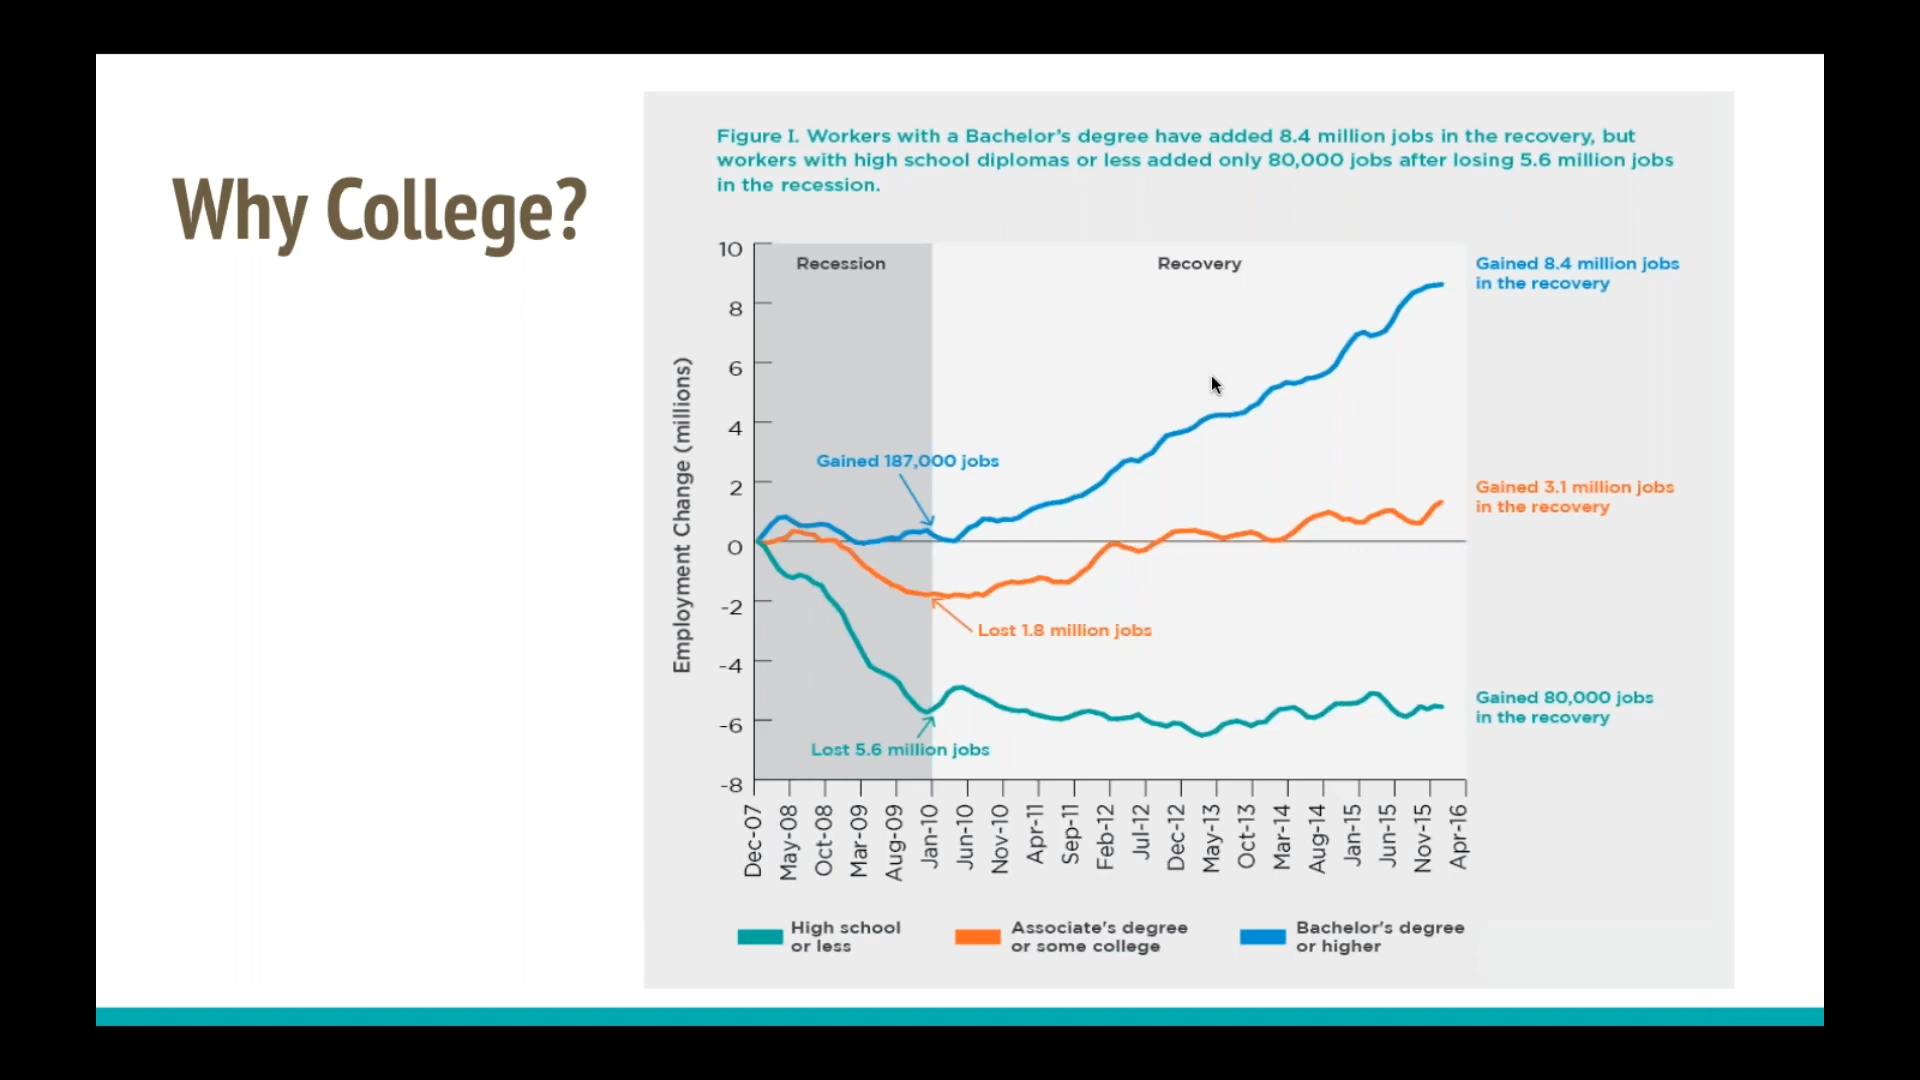 Why College?
Figure I. Workers with a Bachelor's degree have added 8.4 million jobs in the recovery, but
workers with high school diplomas or less added only 80,000 jobs after losing 5.6 million jobs
in the recession.
Employment Change (millions)
10
8
6
4
2
0
-2
-4
-6
-8
Recession
Recovery
Gained 8.4 million jobs
in the recovery
Gained 187,000 jobs
Gained 3.1 million jobs
in the recovery
Lost 1.8 million jobs
Gained 80,000 jobs
in the recovery
Lost 5.6 million jobs
Dec-07
May-08
Oct-08
Mar-09
Aug-09
Jan-10
Jun-10
Nov-10
Apr-11
Sep-11
Feb-12
Jul-12
Dec-12
May-13
Oct-13
Mar-14
Aug-14
Jan-15
Jun-15
Nov-15
Apr-16
High school
or less
Associate's degree
or some college
Bachelor's degree
or higher